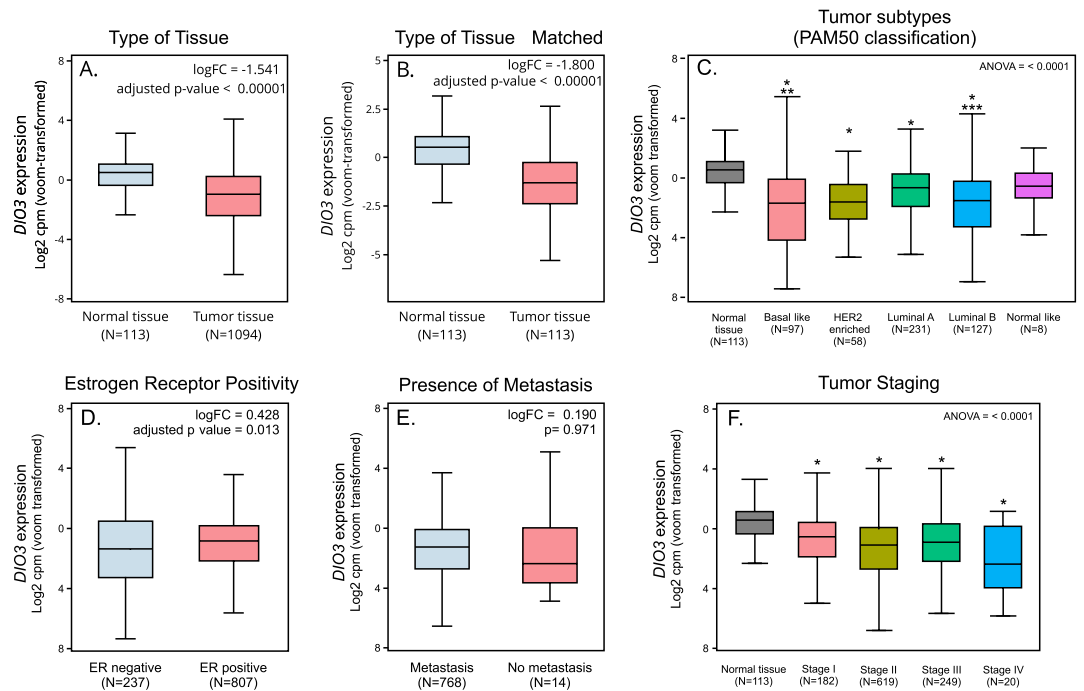 Type of Tissue
A.
logFC = -1.541
adjusted p-value < 0.00001
DIO3 expression
Log2 cpm (voom-transformed)
8
4
0
-4
-8
Normal tissue
(N=113)
Tumor tissue
(N=1094)
Type of Tissue Matched
B.
logFC = -1.800
adjusted p-value < 0.00001
DIO3 expression
Log2 cpm (voom-transformed)
5
2.5
0
-2.5
-5
Normal tissue
(N=113)
Tumor tissue
(N=113)
Tumor subtypes
(PAM50 classification)
C.
ANOVA = < 0.0001
DIO3 expression
Log2 cpm (voom transformed)
8
4
0
4
8
*
**
*
*
*
***
Normal
tissue
(N=113)
Basal like
(N=97)
HER2
enriched
(N=58)
Luminal A
(N=231)
Luminal B
(N=127)
Normal like
(N=8)
Estrogen Receptor Positivity
D.
logFC = 0.428
adjusted p value = 0.013
DIO3 expression
Log2 cpm (voom transformed)
8
4
0
4
8
ER negative
(N=237)
ER positive
(N=807)
Presence of Metastasis
E.
logFC = 0.190
p= 0.971
DIO3 expression
Log2 cpm (voom transformed)
8
4
0
4
8
Metastasis
(N=768)
No metastasis
(N=14)
Tumor Staging
F.
ANOVA = < 0.0001
DIO3 expression
Log2 cpm (voom transformed)
8
4
0
4
8
*
*
*
*
Normal tissue
(N=113)
Stage I
(N=182)
Stage II
(N=619)
Stage III
(N=249)
Stage IV
(N=20)